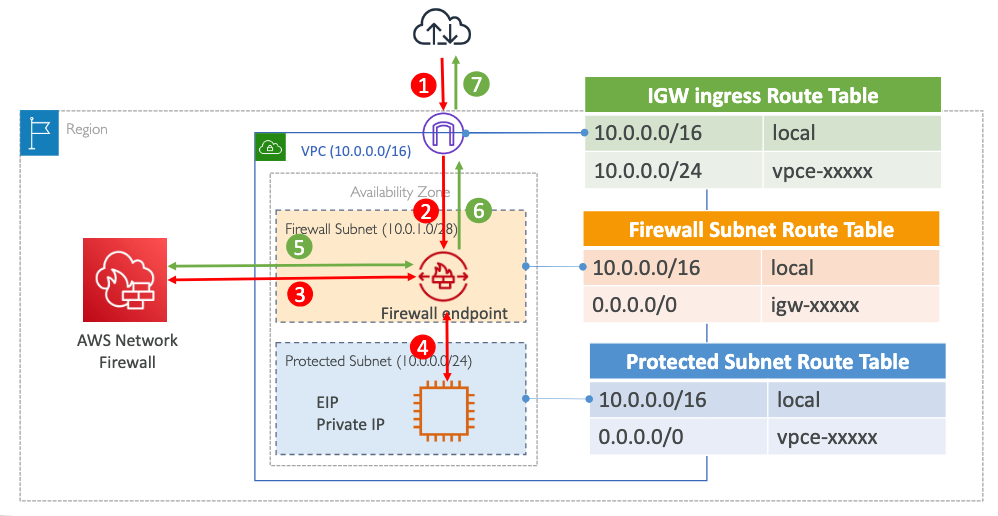 1
7
IGW ingress Route Table
Region
10.0.0.0/16 local
VPC (10.0.0.0/16)
10.0.0.0/24 vpce-xxxxx
Availability Zone
2
6
Firewall Subnet (10.0.1.0/28)
Firewall Subnet Route Table
5
10.0.0.0/16 local
3
0.0.0.0/0 igw-xxxxx
Firewall endpoint
AWS Network
Firewall
4
Protected Subnet (10.0.0.0/24)
Protected Subnet Route Table
EIP
Private IP
10.0.0.0/16 local
0.0.0.0/0 vpce-xxxxx